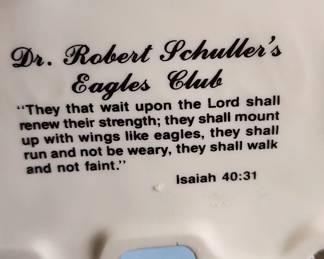 Dr. Robert Schuller's
Eagles Club
"They that wait upon the Lord shall
renew their strength; they shall mount
up with wings like eagles, they shall
run and not be weary, they shall walk
and not faint."
Isaiah 40:31